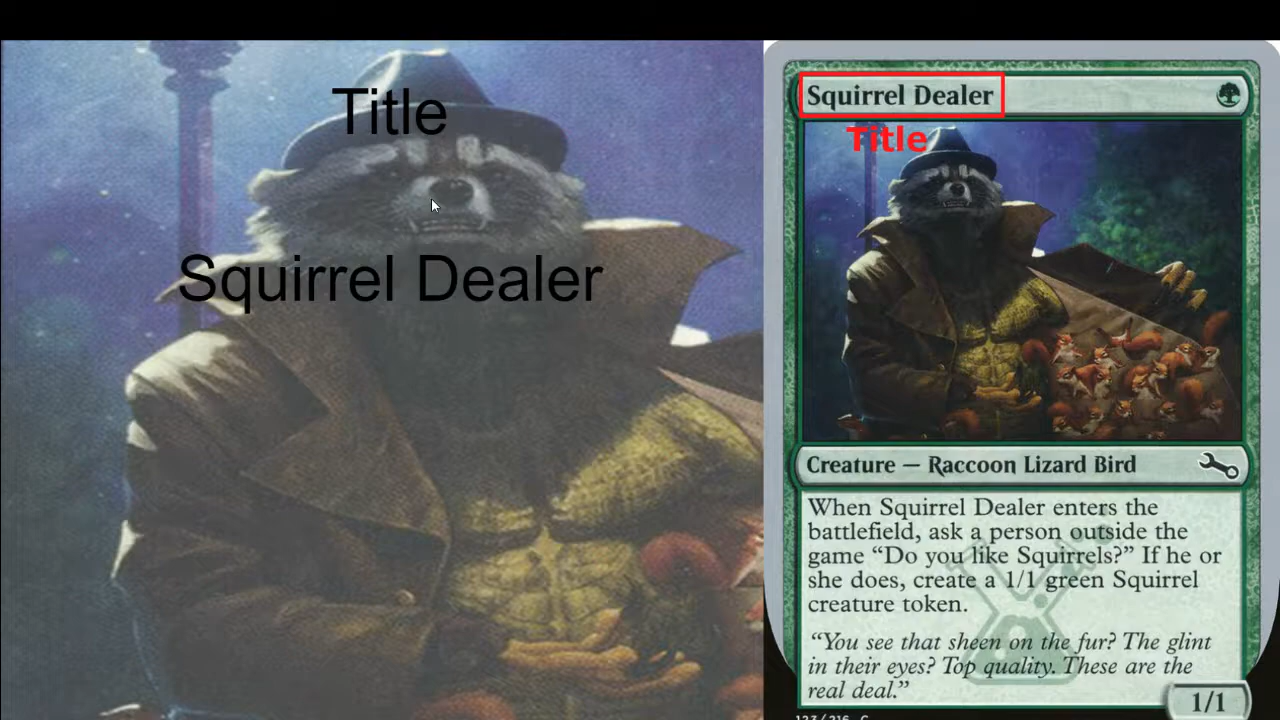 Title
Squirrel Dealer
Squirrel Dealer
Title
Creature — Raccoon Lizard Bird
When Squirrel Dealer enters the
battlefield, ask a person outside the
game “Do you like Squirrels?” If he or
she does, create a 1/1 green Squirrel
creature token.
“You see that sheen on the fur? The glint
in their eyes? Top quality. These are the
real deal.”
1/1
123/216 C